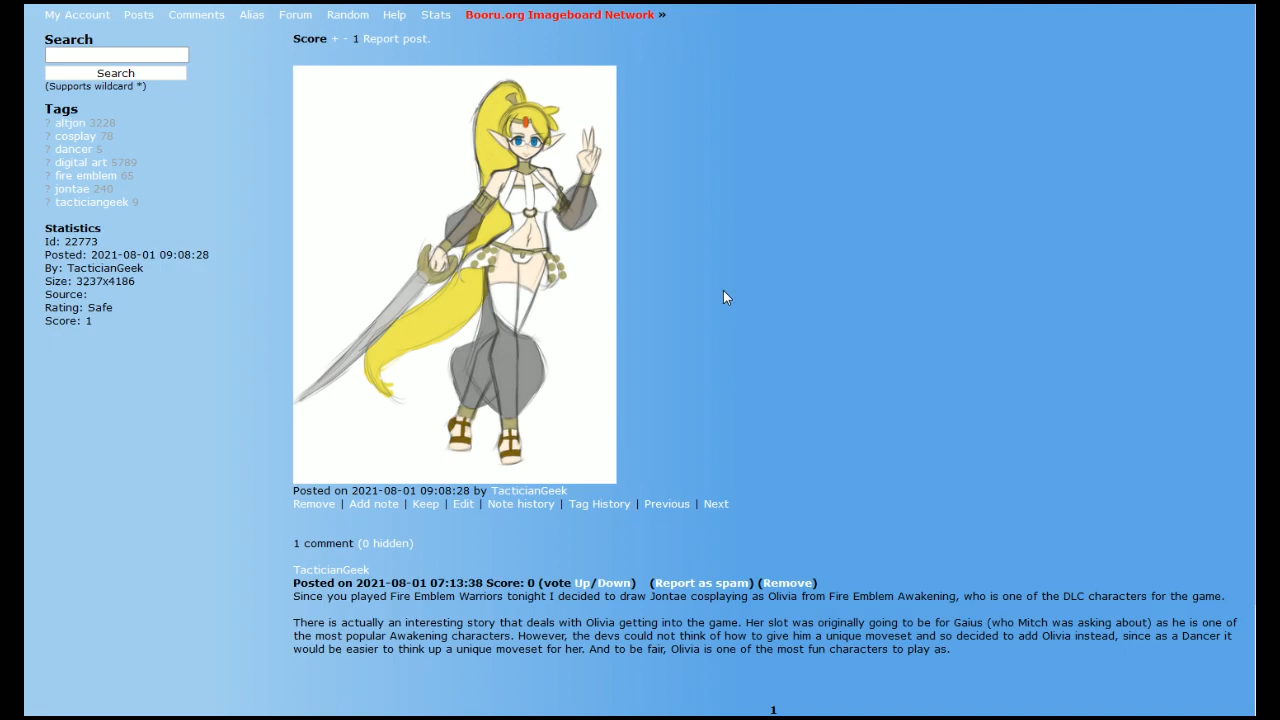 My Account Posts Comments Alias Forum Random Help Stats Booru.org Imageboard Network »
Search
Search
(Supports wildcard *)
Tags
? altjon 3228
? cosplay 78
? dancer 5
? digital art 5789
? fire emblem 65
? jontae 240
? tacticiangeek 9
Statistics
Id: 22773
Posted: 2021-08-01 09:08:28
By: TacticianGeek
Size: 3237x4186
Source:
Rating: Safe
Score: 1
Score + - 1 Report post.
Posted on 2021-08-01 09:08:28 by TacticianGeek
Remove | Add note | Keep | Edit | Note history | Tag History | Previous | Next
1 comment (0 hidden)
TacticianGeek
Posted on 2021-08-01 07:13:38 Score: 0 (vote Up/Down) (Report as spam) (Remove)
Since you played Fire Emblem Warriors tonight I decided to draw Jontae cosplaying as Olivia from Fire Emblem Awakening, who is one of the DLC characters for the game.
There is actually an interesting story that deals with Olivia getting into the game. Her slot was originally going to be for Gaius (who Mitch was asking about) as he is one of
the most popular Awakening characters. However, the devs could not think of how to give him a unique moveset and so decided to add Olivia instead, since as a Dancer it
would be easier to think up a unique moveset for her. And to be fair, Olivia is one of the most fun characters to play as.
1